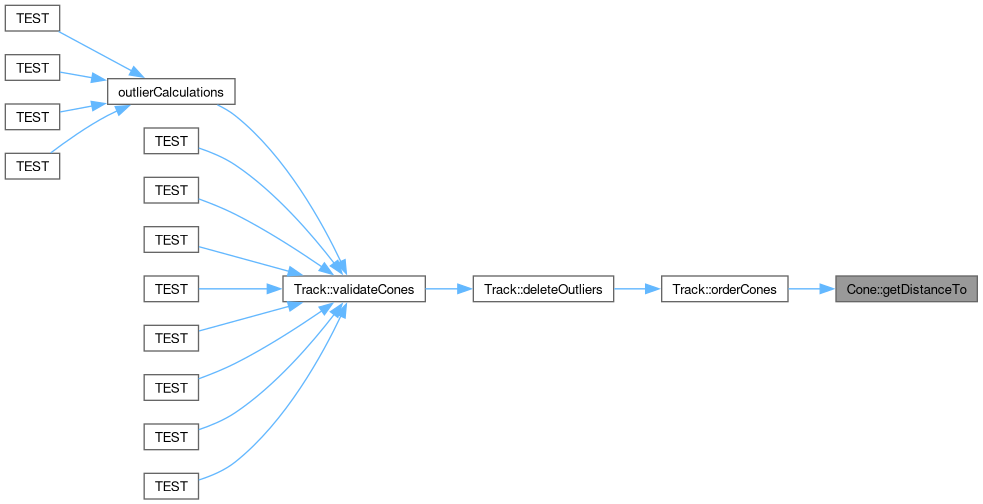 TEST
TEST
outlierCalculations
TEST
TEST
TEST
TEST
TEST
TEST
Track::validateCones
Track::deleteOutliers
Track::orderCones
Cone::getDistanceTo
TEST
TEST
TEST
TEST